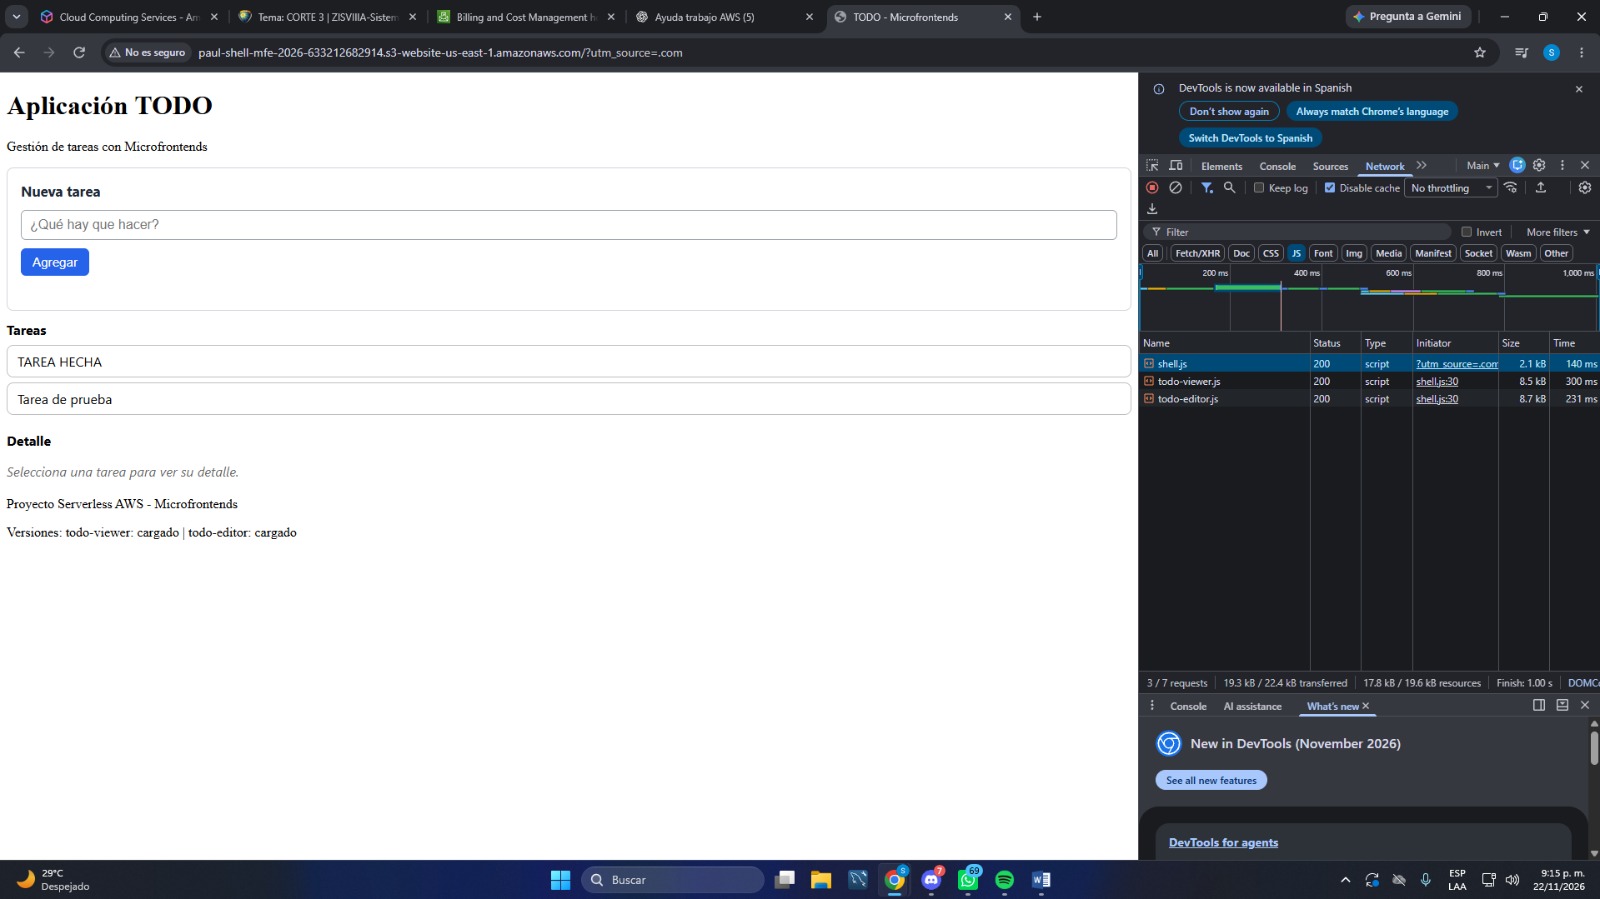 Cloud Computing Services - Am
Tema: CORTE 3 | ZISVIIIA-Sistem
Billing and Cost Management h
Ayuda trabajo AWS (5)
TODO - Microfrontends
Pregunta a Gemini
No es seguro
paul-shell-mfe-2026-633212682914.s3-website-us-east-1.amazonaws.com/?utm_source=.com
S
Aplicación TODO
Gestión de tareas con Microfrontends
Nueva tarea
¿Qué hay que hacer?
Agregar
Tareas
TAREA HECHA
Tarea de prueba
Detalle
Selecciona una tarea para ver su detalle.
Proyecto Serverless AWS - Microfrontends
Versiones: todo-viewer: cargado | todo-editor: cargado
DevTools is now available in Spanish
Don't show again
Always match Chrome's language
Switch DevTools to Spanish
Elements Console Sources Network Main
Keep log Disable cache No throttling
Filter Invert More filters
All Fetch/XHR Doc CSS JS Font Img Media Manifest Socket Wasm Other
200 ms 400 ms 600 ms 800 ms 1,000 ms
Name Status Type Initiator Size Time
shell.js 200 script ?utm_source=.com 2.1 kB 140 ms
todo-viewer.js 200 script shell.js:30 8.5 kB 300 ms
todo-editor.js 200 script shell.js:30 8.7 kB 231 ms
3 / 7 requests 19.3 kB / 22.4 kB transferred 17.8 kB / 19.6 kB resources Finish: 1.00 s DOMCo
Console AI assistance What's new
New in DevTools (November 2026)
See all new features
DevTools for agents
29°C
Despejado
Buscar
S
7
69
ESP
LAA
9:15 p. m.
22/11/2026